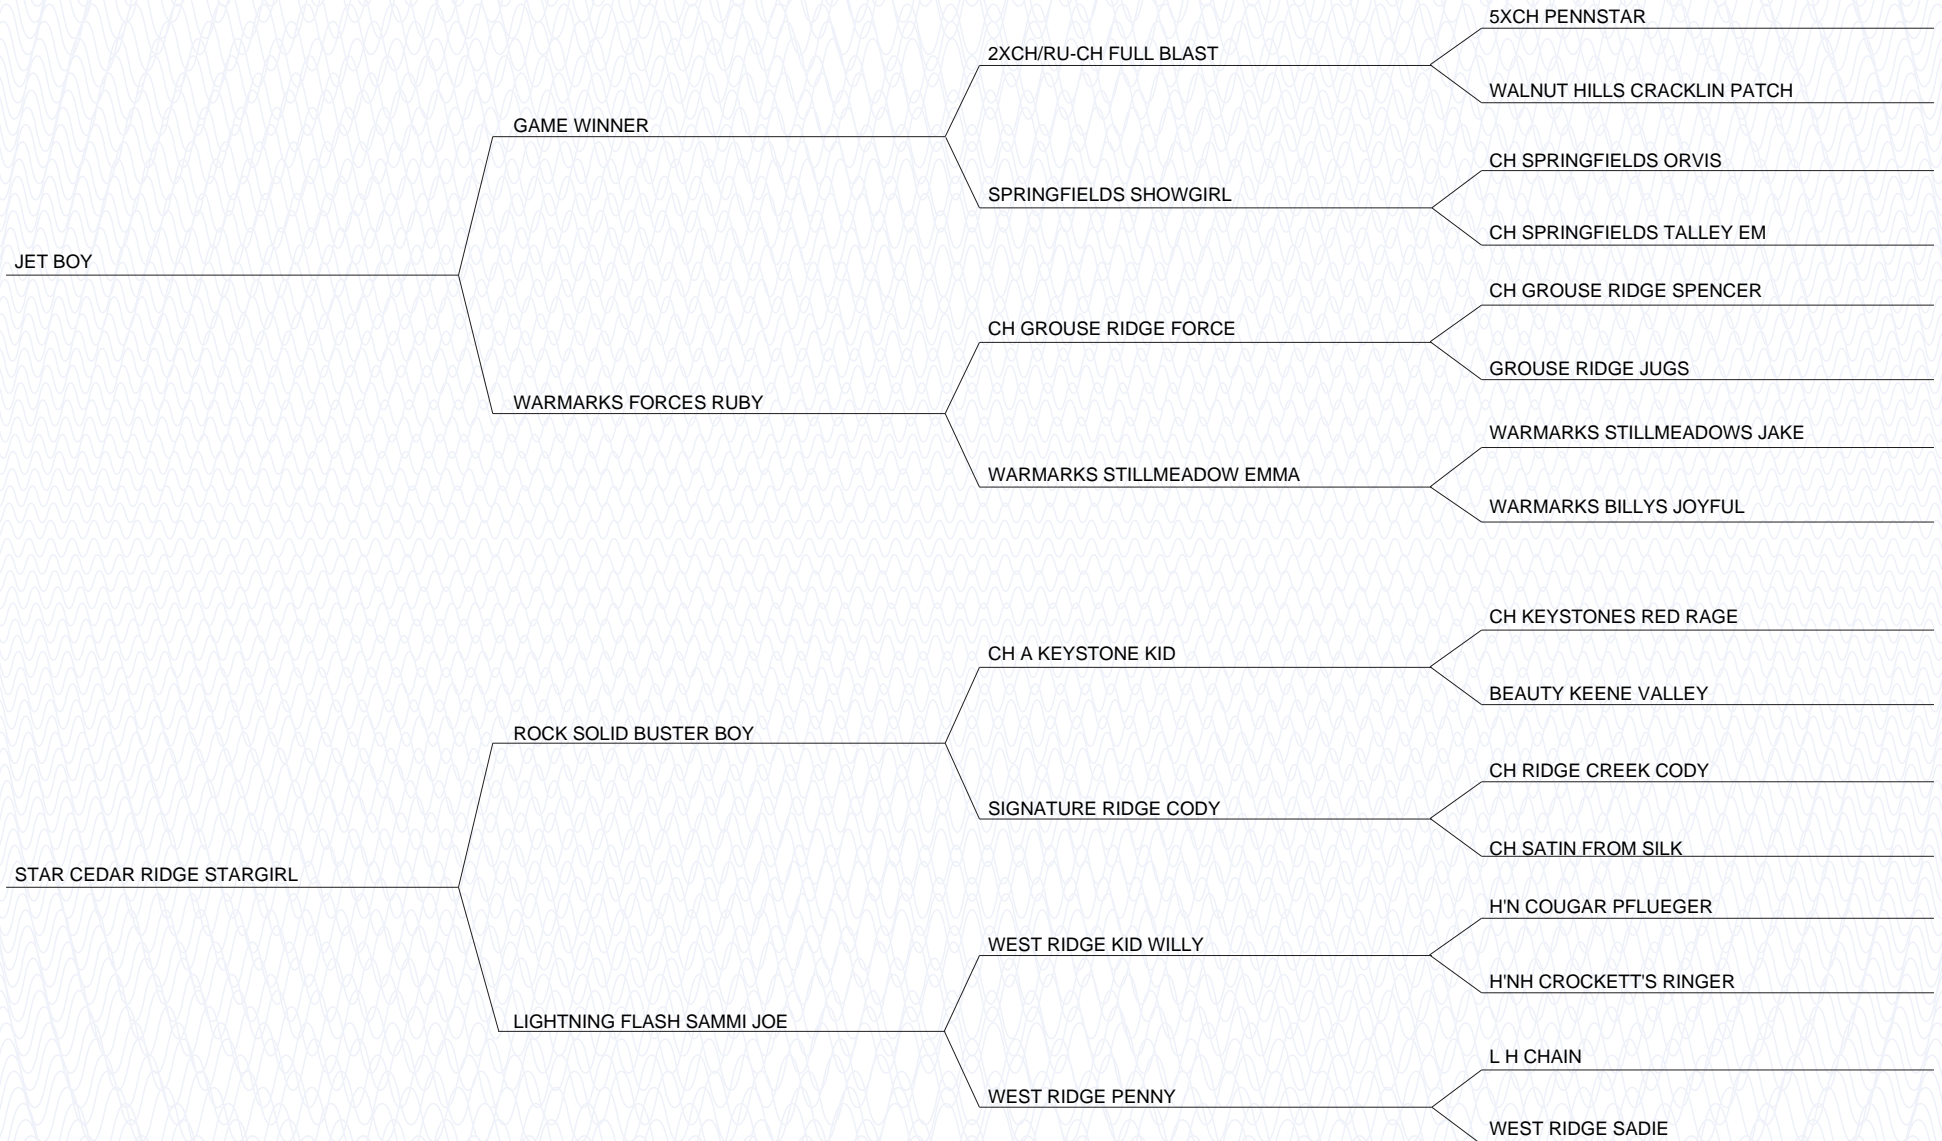 5XCH PENNSTAR
2XCH/RU-CH FULL BLAST
WALNUT HILLS CRACKLIN PATCH
GAME WINNER
CH SPRINGFIELDS ORVIS
SPRINGFIELDS SHOWGIRL
CH SPRINGFIELDS TALLEY EM
JET BOY
CH GROUSE RIDGE SPENCER
CH GROUSE RIDGE FORCE
GROUSE RIDGE JUGS
WARMARKS FORCES RUBY
WARMARKS STILLMEADOWS JAKE
WARMARKS STILLMEADOW EMMA
WARMARKS BILLYS JOYFUL
CH KEYSTONES RED RAGE
CH A KEYSTONE KID
BEAUTY KEENE VALLEY
ROCK SOLID BUSTER BOY
CH RIDGE CREEK CODY
SIGNATURE RIDGE CODY
CH SATIN FROM SILK
STAR CEDAR RIDGE STARGIRL
H'N COUGAR PFLUEGER
WEST RIDGE KID WILLY
H'NH CROCKETT'S RINGER
LIGHTNING FLASH SAMMI JOE
L H CHAIN
WEST RIDGE PENNY
WEST RIDGE SADIE